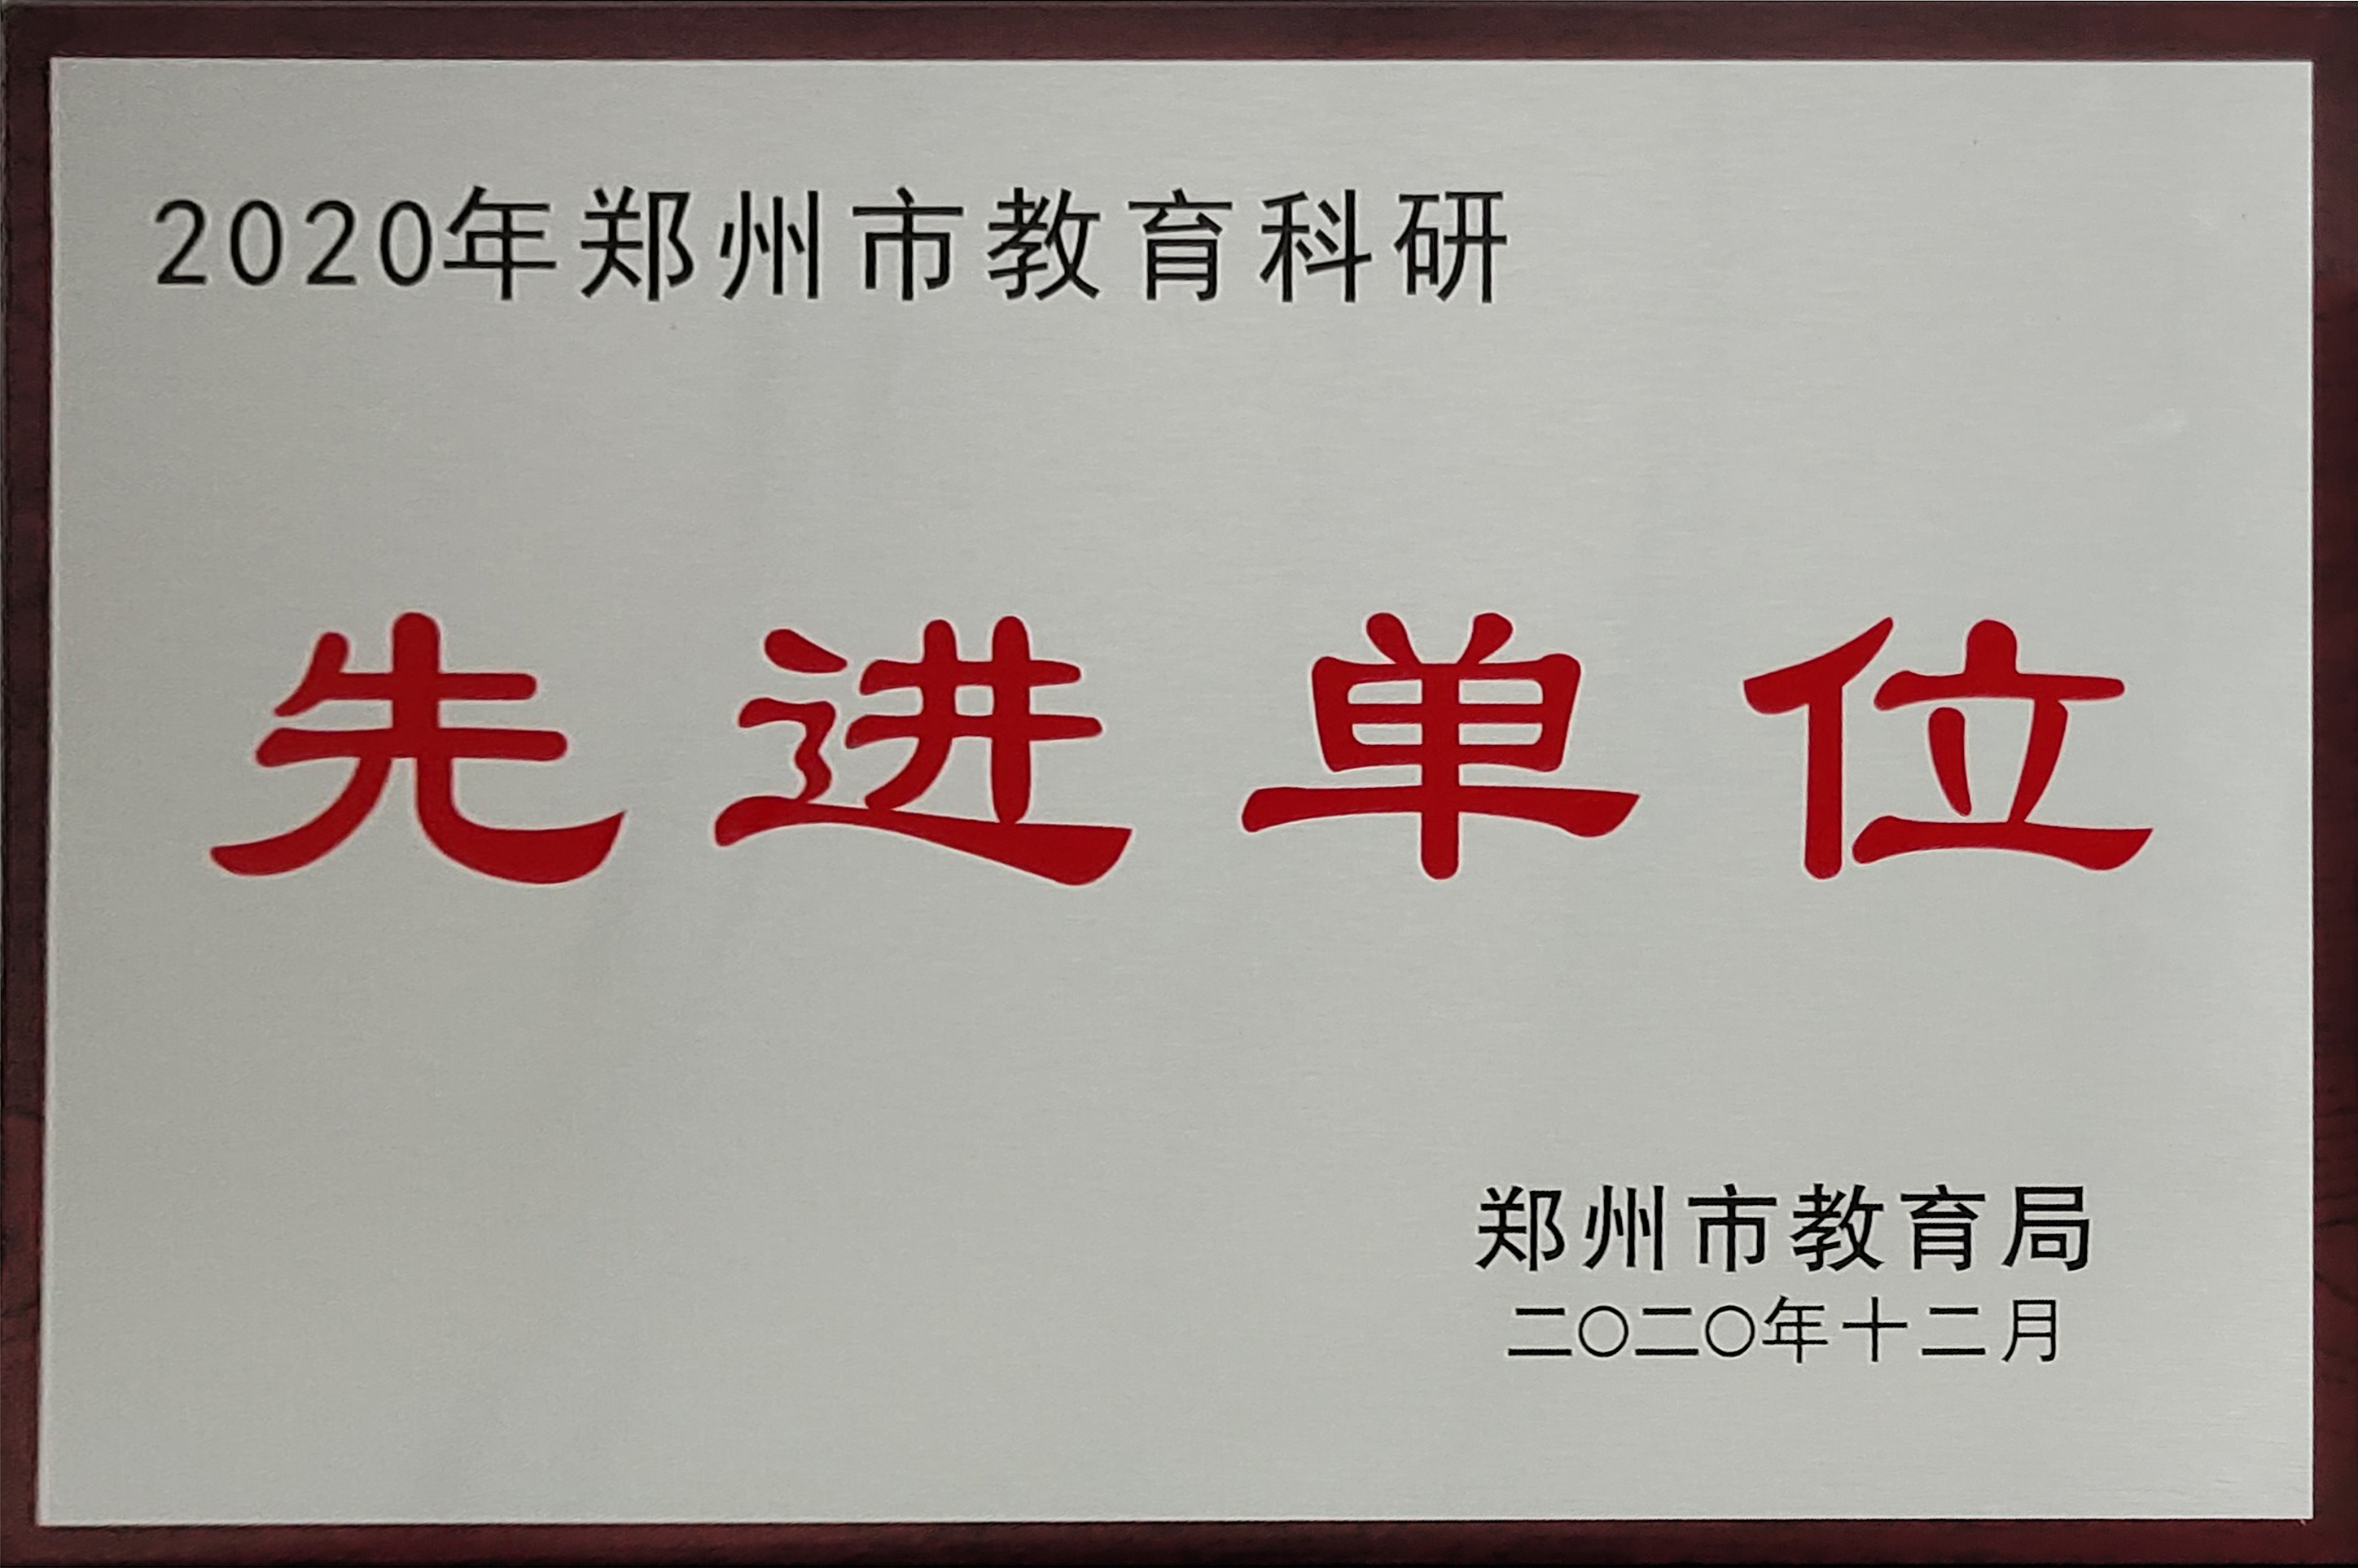 2020年郑州市教育科研
先进单位
郑州市教育局
二〇二〇年十二月